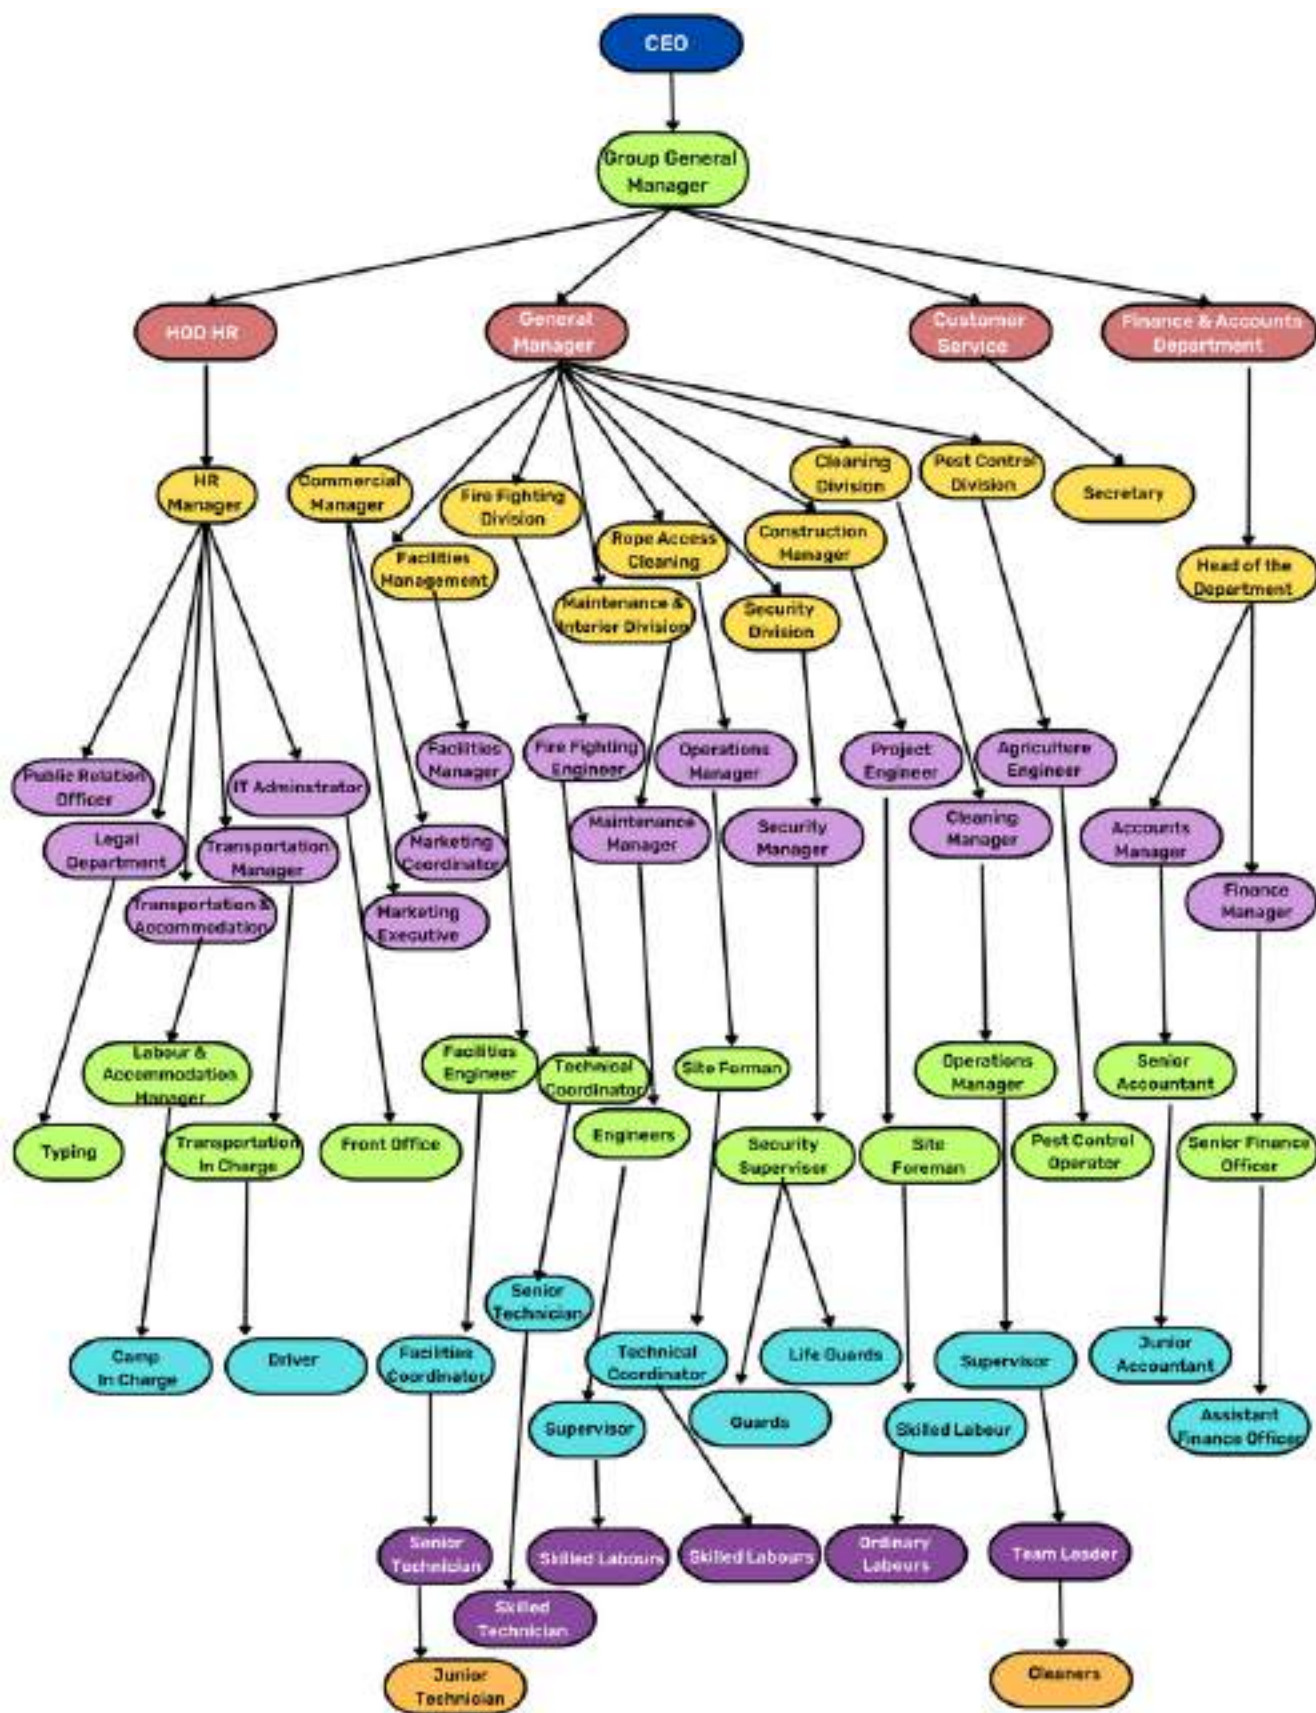 CEO
Group General
Manager
HOD HR
General
Manager
Customer
Service
Finance & Accounts
Department
HR
Manager
Commercial
Manager
Facilities
Management
Fire Fighting
Division
Maintenance &
Interior Division
Rope Access
Cleaning
Security
Division
Construction
Manager
Cleaning
Division
Pest Control
Division
Secretary
Head of the
Department
Public Relation
Officer
Legal
Department
Transportation &
Accommodation
Transportation
Manager
IT Adminstrator
Marketing
Coordinator
Marketing
Executive
Facilities
Manager
Fire Fighting
Engineer
Maintenance
Manager
Operations
Manager
Security
Manager
Project
Engineer
Cleaning
Manager
Agriculture
Engineer
Accounts
Manager
Finance
Manager
Typing
Labour &
Accommodation
Manager
Transportation
In Charge
Front Office
Facilities
Engineer
Technical
Coordinator
Engineers
Site Forman
Security
Supervisor
Site
Foreman
Operations
Manager
Pest Control
Operator
Senior
Accountant
Senior Finance
Officer
Camp
In Charge
Driver
Facilities
Coordinator
Senior
Technician
Supervisor
Technical
Coordinator
Guards
Life Guards
Skilled Labour
Supervisor
Junior
Accountant
Assistant
Finance Officer
Senior
Technician
Skilled
Technician
Skilled Labours
Skilled Labours
Ordinary
Labours
Team Leader
Junior
Technician
Cleaners